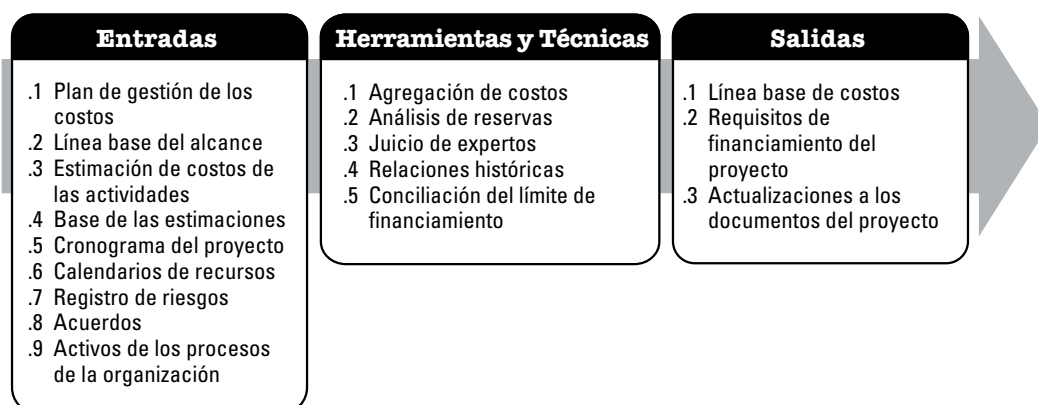 Entradas
.1 Plan de gestión de los
costos
.2 Línea base del alcance
.3 Estimación de costos de
las actividades
.4 Base de las estimaciones
.5 Cronograma del proyecto
.6 Calendarios de recursos
.7 Registro de riesgos
.8 Acuerdos
.9 Activos de los procesos
de la organización
Herramientas y Técnicas
.1 Agregación de costos
.2 Análisis de reservas
.3 Juicio de expertos
.4 Relaciones históricas
.5 Conciliación del límite de
financiamiento
Salidas
.1 Línea base de costos
.2 Requisitos de
financiamiento del
proyecto
.3 Actualizaciones a los
documentos del proyecto